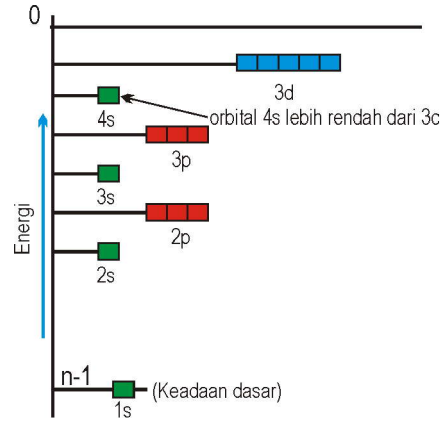 0
3d
4s
orbital 4s lebih rendah dari 3c
3p
3s
2p
Energi
2s
n-1
(Keadaan dasar)
1s